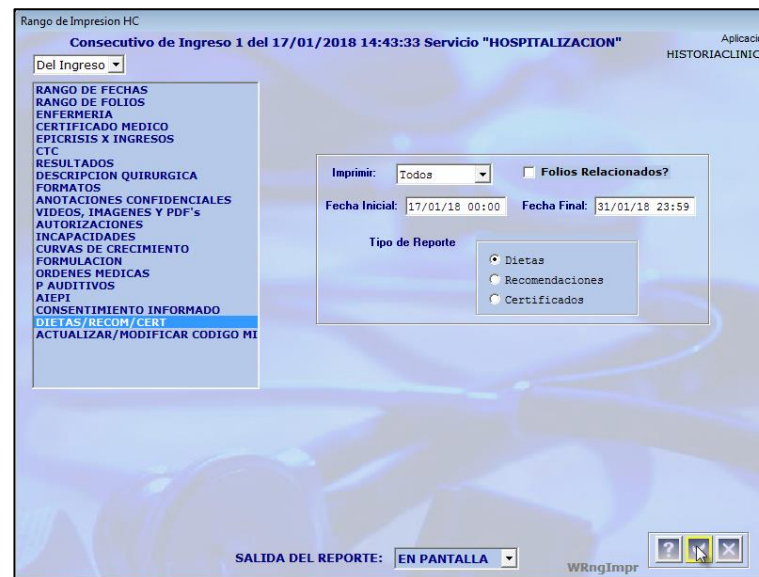 Rango de Impresion HC
Consecutivo de Ingreso 1 del 17/01/2018 14:43:33 Servicio "HOSPITALIZACION"
Aplicacio
HISTORIACLINIC
Del Ingreso
RANGO DE FECHAS
RANGO DE FOLIOS
ENFERMERIA
CERTIFICADO MEDICO
EPICRISIS X INGRESOS
CTC
RESULTADOS
DESCRIPCION QUIRURGICA
FORMATOS
ANOTACIONES CONFIDENCIALES
VIDEOS, IMAGENES Y PDF's
AUTORIZACIONES
INCAPACIDADES
CURVAS DE CRECIMIENTO
FORMULACION
ORDENES MEDICAS
P AUDITIVOS
AIEPI
CONSENTIMIENTO INFORMADO
DIETAS/RECOM/CERT
ACTUALIZAR/MODIFICAR CODIGO MI
Imprimir: Todos Folios Relacionados?
Fecha Inicial: 17/01/18 00:00 Fecha Final: 31/01/18 23:59
Tipo de Reporte
Dietas
Recomendaciones
Certificados
SALIDA DEL REPORTE: EN PANTALLA
WRngImpr
?